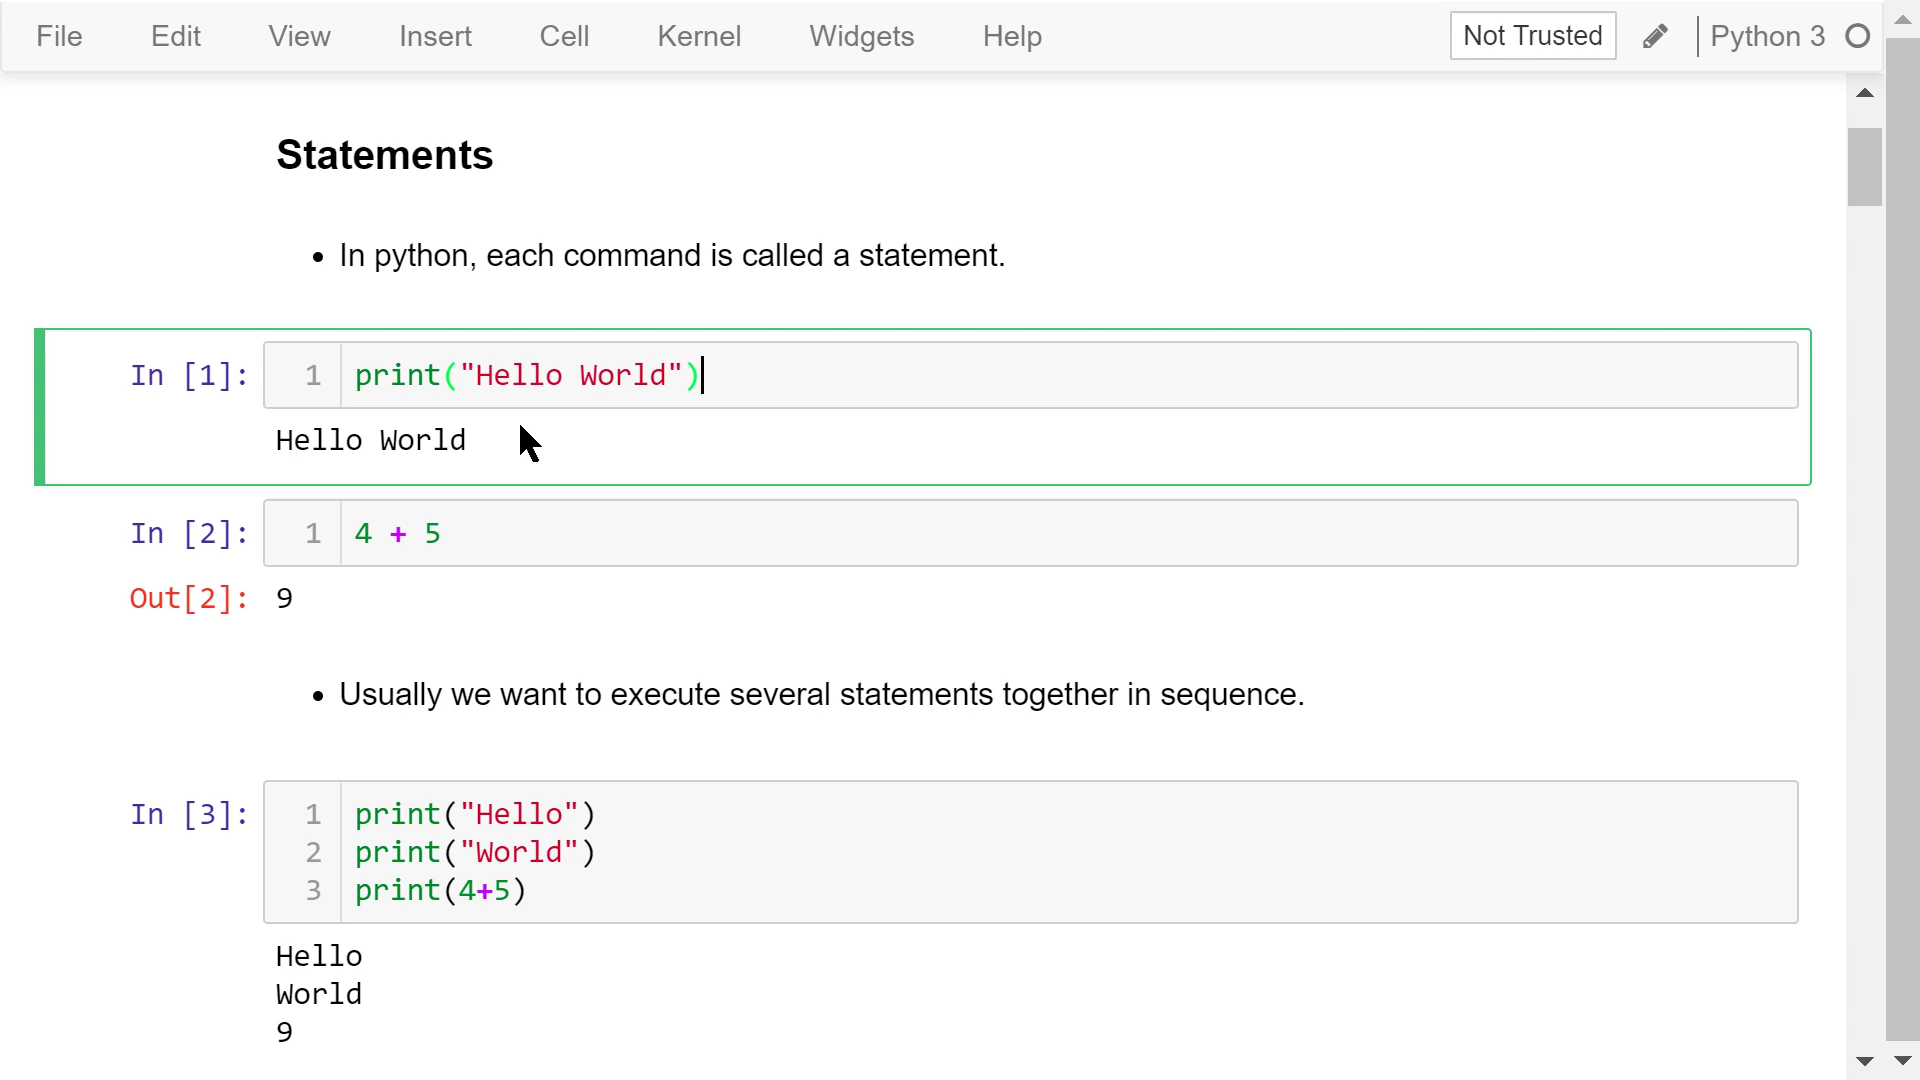 File Edit View Insert Cell Kernel Widgets Help Not Trusted Python 3
Statements
• In python, each command is called a statement.
In [1]: 1 print("Hello World")
Hello World
In [2]: 1 4 + 5
Out[2]: 9
• Usually we want to execute several statements together in sequence.
In [3]: 1 print("Hello")
2 print("World")
3 print(4+5)
Hello
World
9